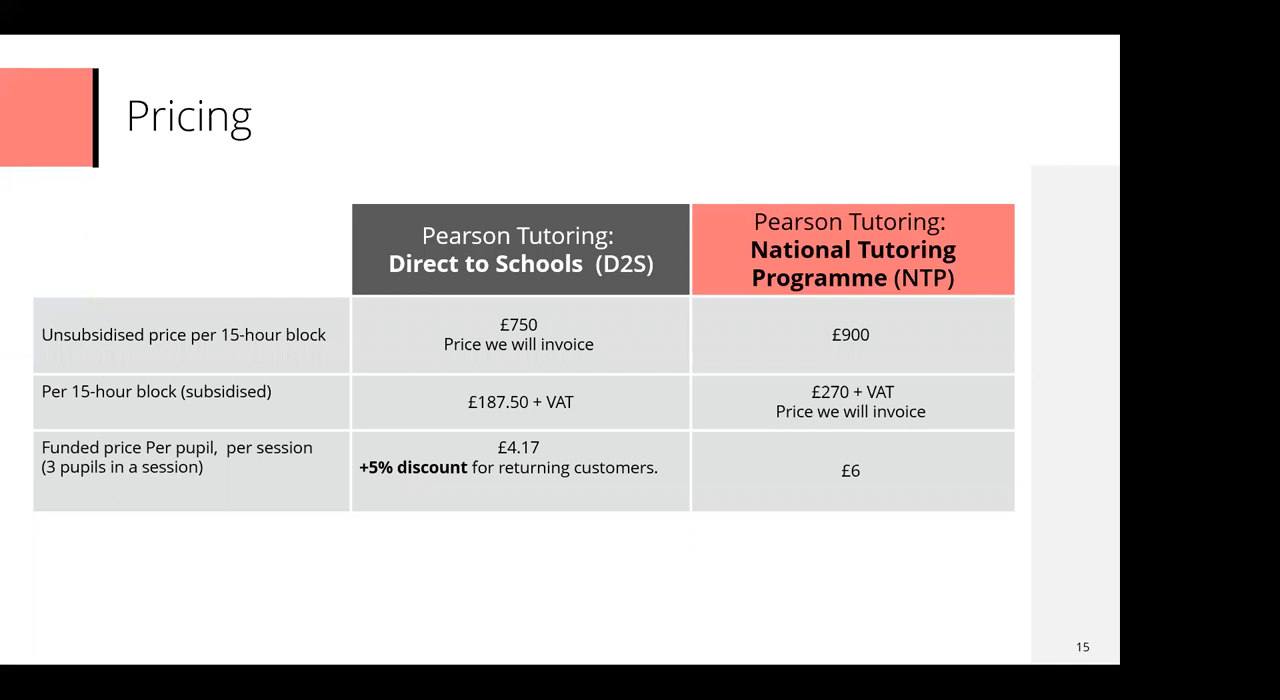 Pricing
Pearson Tutoring:
Direct to Schools  (D2S)
Pearson Tutoring:
National Tutoring
Programme (NTP)
Unsubsidised price per 15-hour block
£750
Price we will invoice
£900
Per 15-hour block (subsidised)
£187.50 + VAT
£270 + VAT
Price we will invoice
Funded price Per pupil,  per session
(3 pupils in a session)
£4.17
+5% discount for returning customers.
£6
15